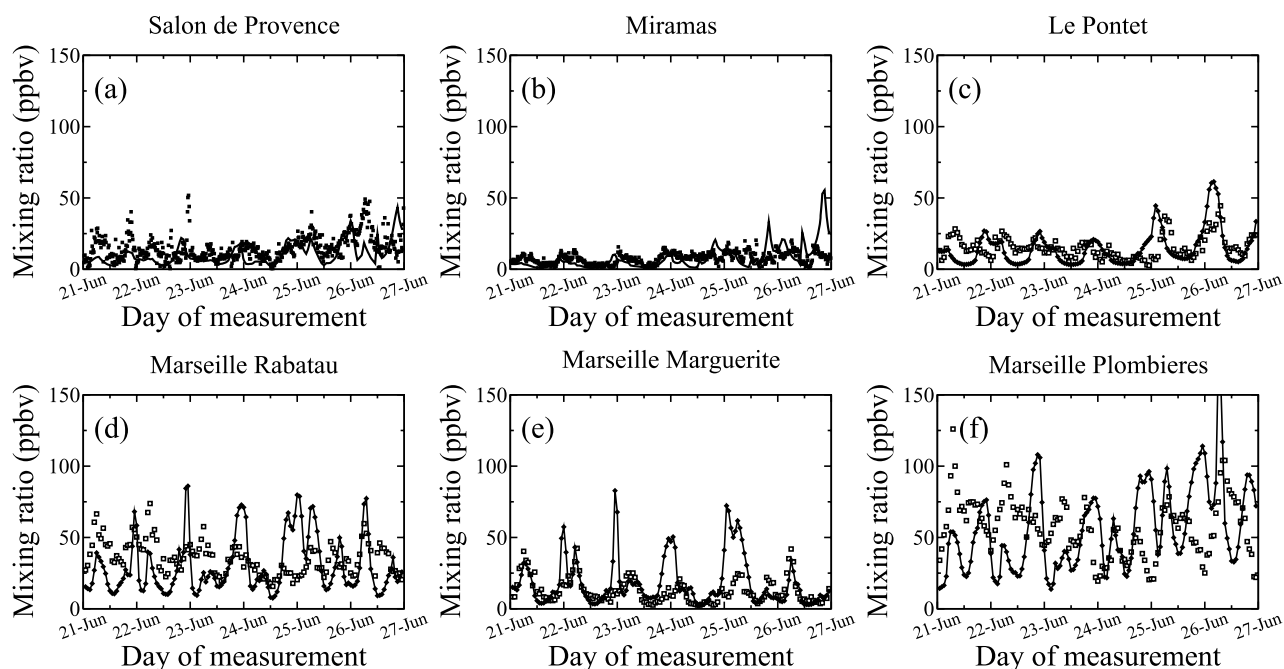 Salon de Provence
Mixing ratio (ppbv)
150
100
50
0
(a)
21-Jun 22-Jun 23-Jun 24-Jun 25-Jun 26-Jun 27-Jun
Day of measurement
Miramas
Mixing ratio (ppbv)
150
100
50
0
(b)
21-Jun 22-Jun 23-Jun 24-Jun 25-Jun 26-Jun 27-Jun
Day of measurement
Le Pontet
Mixing ratio (ppbv)
150
100
50
0
(c)
21-Jun 22-Jun 23-Jun 24-Jun 25-Jun 26-Jun 27-Jun
Day of measurement
Marseille Rabatau
Mixing ratio (ppbv)
150
100
50
0
(d)
21-Jun 22-Jun 23-Jun 24-Jun 25-Jun 26-Jun 27-Jun
Day of measurement
Marseille Marguerite
Mixing ratio (ppbv)
150
100
50
0
(e)
21-Jun 22-Jun 23-Jun 24-Jun 25-Jun 26-Jun 27-Jun
Day of measurement
Marseille Plombieres
Mixing ratio (ppbv)
150
100
50
0
(f)
21-Jun 22-Jun 23-Jun 24-Jun 25-Jun 26-Jun 27-Jun
Day of measurement